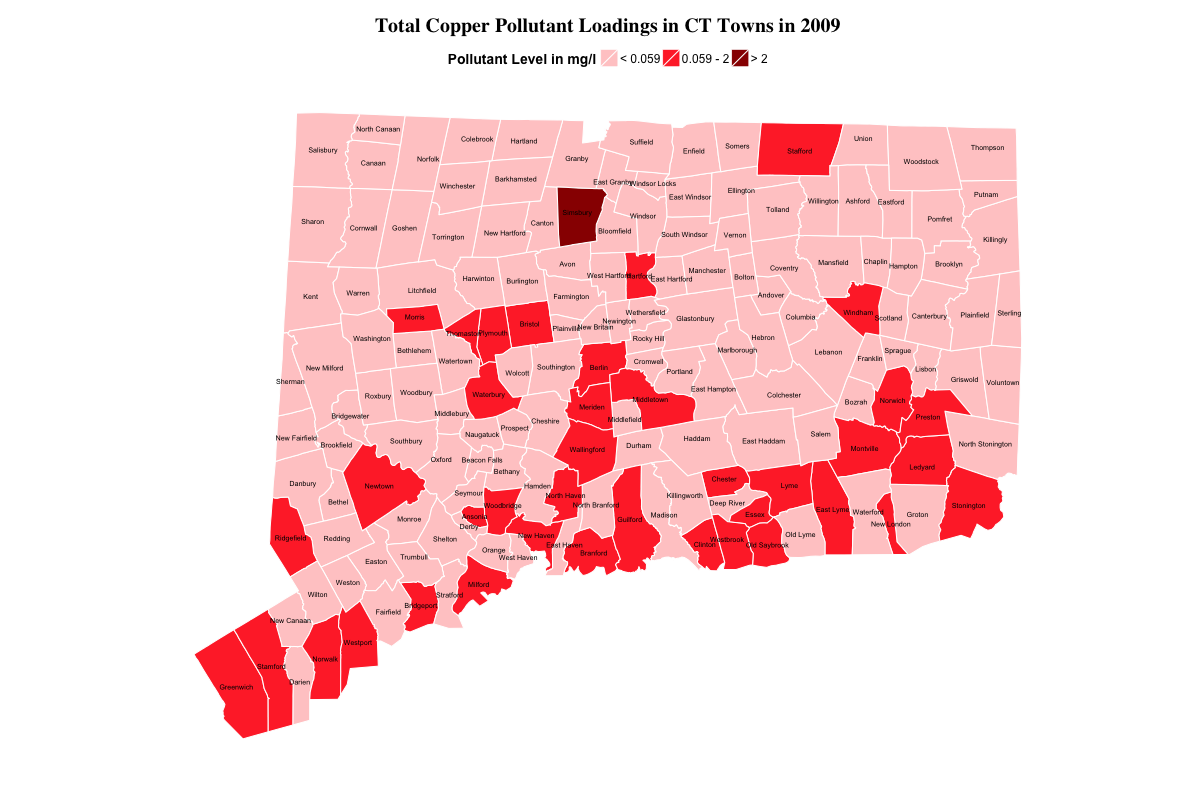 Total Copper Pollutant Loadings in CT Towns in 2009
Pollutant Level in mg/l < 0.059 0.059 - 2 > 2
North Canaan
Colebrook
Hartland
Suffield
Union
Salisbury
Canaan
Norfolk
Granby
Enfield
Somers
Stafford
Woodstock
Thompson
Winchester
Barkhamsted
East Granby
Windsor Locks
East Windsor
Ellington
Tolland
Willington
Ashford
Eastford
Putnam
Sharon
Cornwall
Goshen
Torrington
New Hartford
Canton
Simsbury
Bloomfield
Windsor
South Windsor
Vernon
Pomfret
Killingly
Kent
Warren
Litchfield
Harwinton
Burlington
Avon
Farmington
West Hartford
Hartford
East Hartford
Manchester
Bolton
Coventry
Mansfield
Chaplin
Hampton
Brooklyn
Andover
Morris
Thomaston
Plymouth
Bristol
Plainville
New Britain
Newington
Wethersfield
Glastonbury
Columbia
Windham
Scotland
Canterbury
Plainfield
Sterling
Washington
Bethlehem
Watertown
Wolcott
Southington
Berlin
Rocky Hill
Cromwell
Portland
Marlborough
Hebron
Lebanon
Franklin
Sprague
Lisbon
Griswold
Voluntown
New Milford
Sherman
Roxbury
Woodbury
Waterbury
Cheshire
Meriden
Middletown
Middlefield
East Hampton
Colchester
Bozrah
Norwich
Preston
Bridgewater
Middlebury
Naugatuck
Prospect
New Fairfield
Brookfield
Southbury
Oxford
Beacon Falls
Bethany
Wallingford
Durham
Haddam
East Haddam
Salem
Montville
Ledyard
North Stonington
Danbury
Bethel
Newtown
Monroe
Seymour
Woodbridge
Hamden
North Haven
North Branford
Guilford
Madison
Killingworth
Chester
Deep River
Essex
Lyme
East Lyme
Waterford
New London
Groton
Stonington
Ridgefield
Redding
Easton
Trumbull
Shelton
Ansonia
Derby
Orange
West Haven
New Haven
East Haven
Branford
Clinton
Westbrook
Old Saybrook
Old Lyme
Wilton
Weston
Fairfield
Bridgeport
Stratford
Milford
New Canaan
Westport
Norwalk
Darien
Stamford
Greenwich